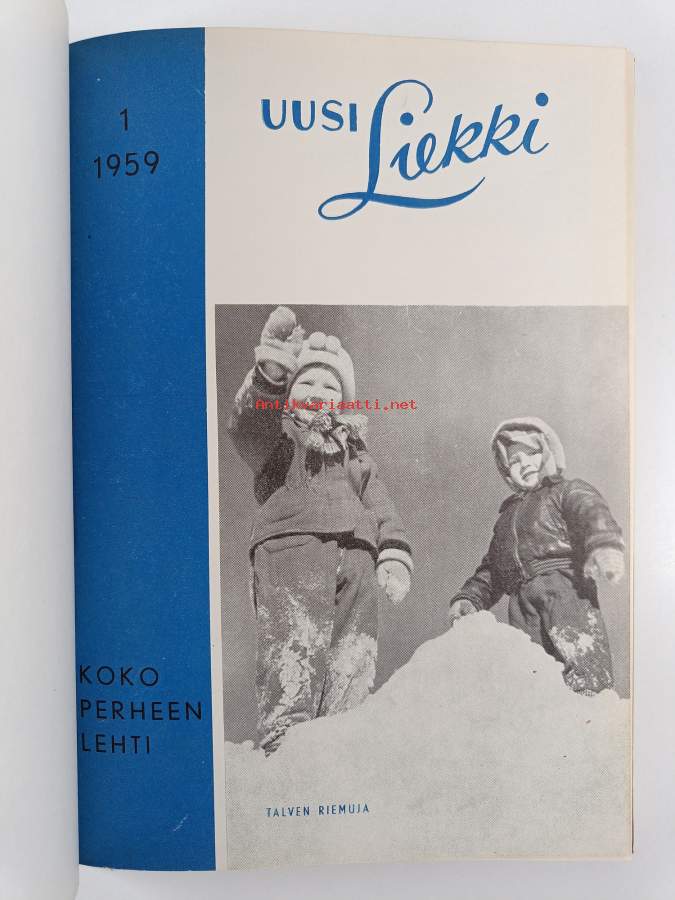 1
1959
UUSI Liekki
Antikvariaatti.net
KOKO
PERHEEN
LEHTI
TALVEN RIEMUJA